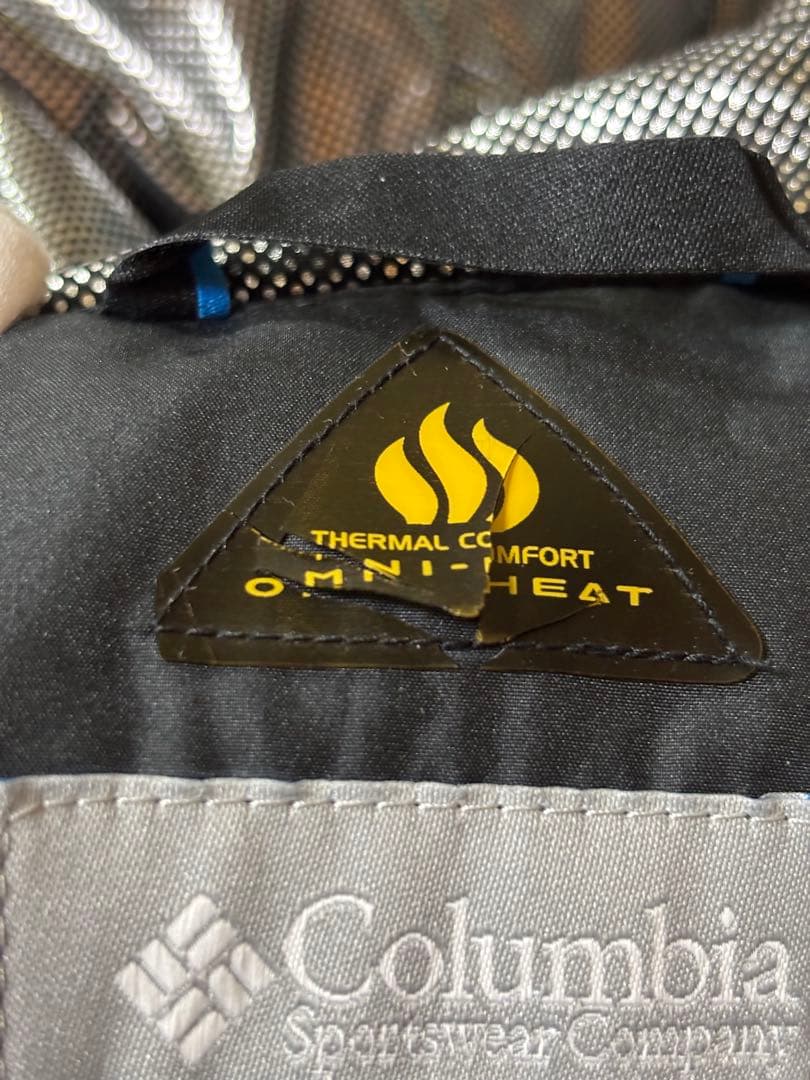 THERMAL COMFORT
OMNI-HEAT
Columbia
Sportswear Company